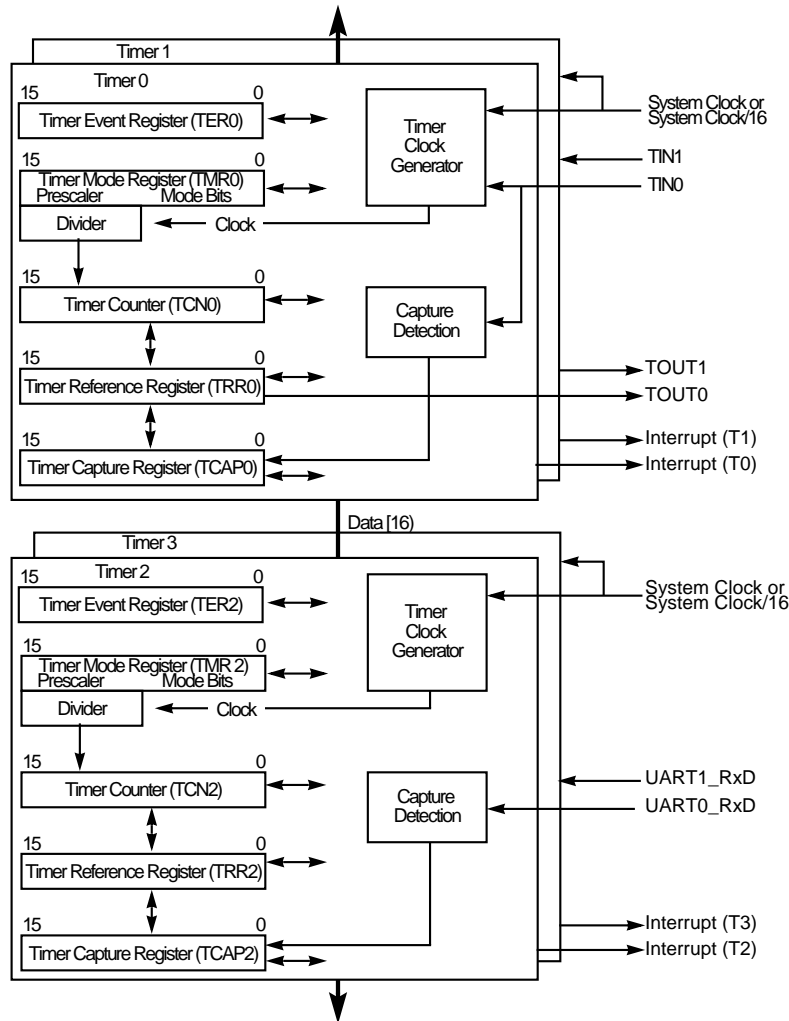 Timer 1
Timer 0
15 0
Timer Event Register (TER0)
15 0
Timer Mode Register (TMR0)
Prescaler Mode Bits
Divider
Clock
Timer
Clock
Generator
System Clock or
System Clock/16
TIN1
TIN0
15 0
Timer Counter (TCN0)
Capture
Detection
15 0
Timer Reference Register (TRR0)
TOUT1
TOUT0
15 0
Timer Capture Register (TCAP0)
Interrupt (T1)
Interrupt (T0)
Data [16)
Timer 3
Timer 2
15 0
Timer Event Register (TER2)
15 0
Timer Mode Register (TMR 2)
Prescaler Mode Bits
Divider
Clock
Timer
Clock
Generator
System Clock or
System Clock/16
15 0
Timer Counter (TCN2)
Capture
Detection
UART1_RxD
UART0_RxD
15 0
Timer Reference Register (TRR2)
15 0
Timer Capture Register (TCAP2)
Interrupt (T3)
Interrupt (T2)